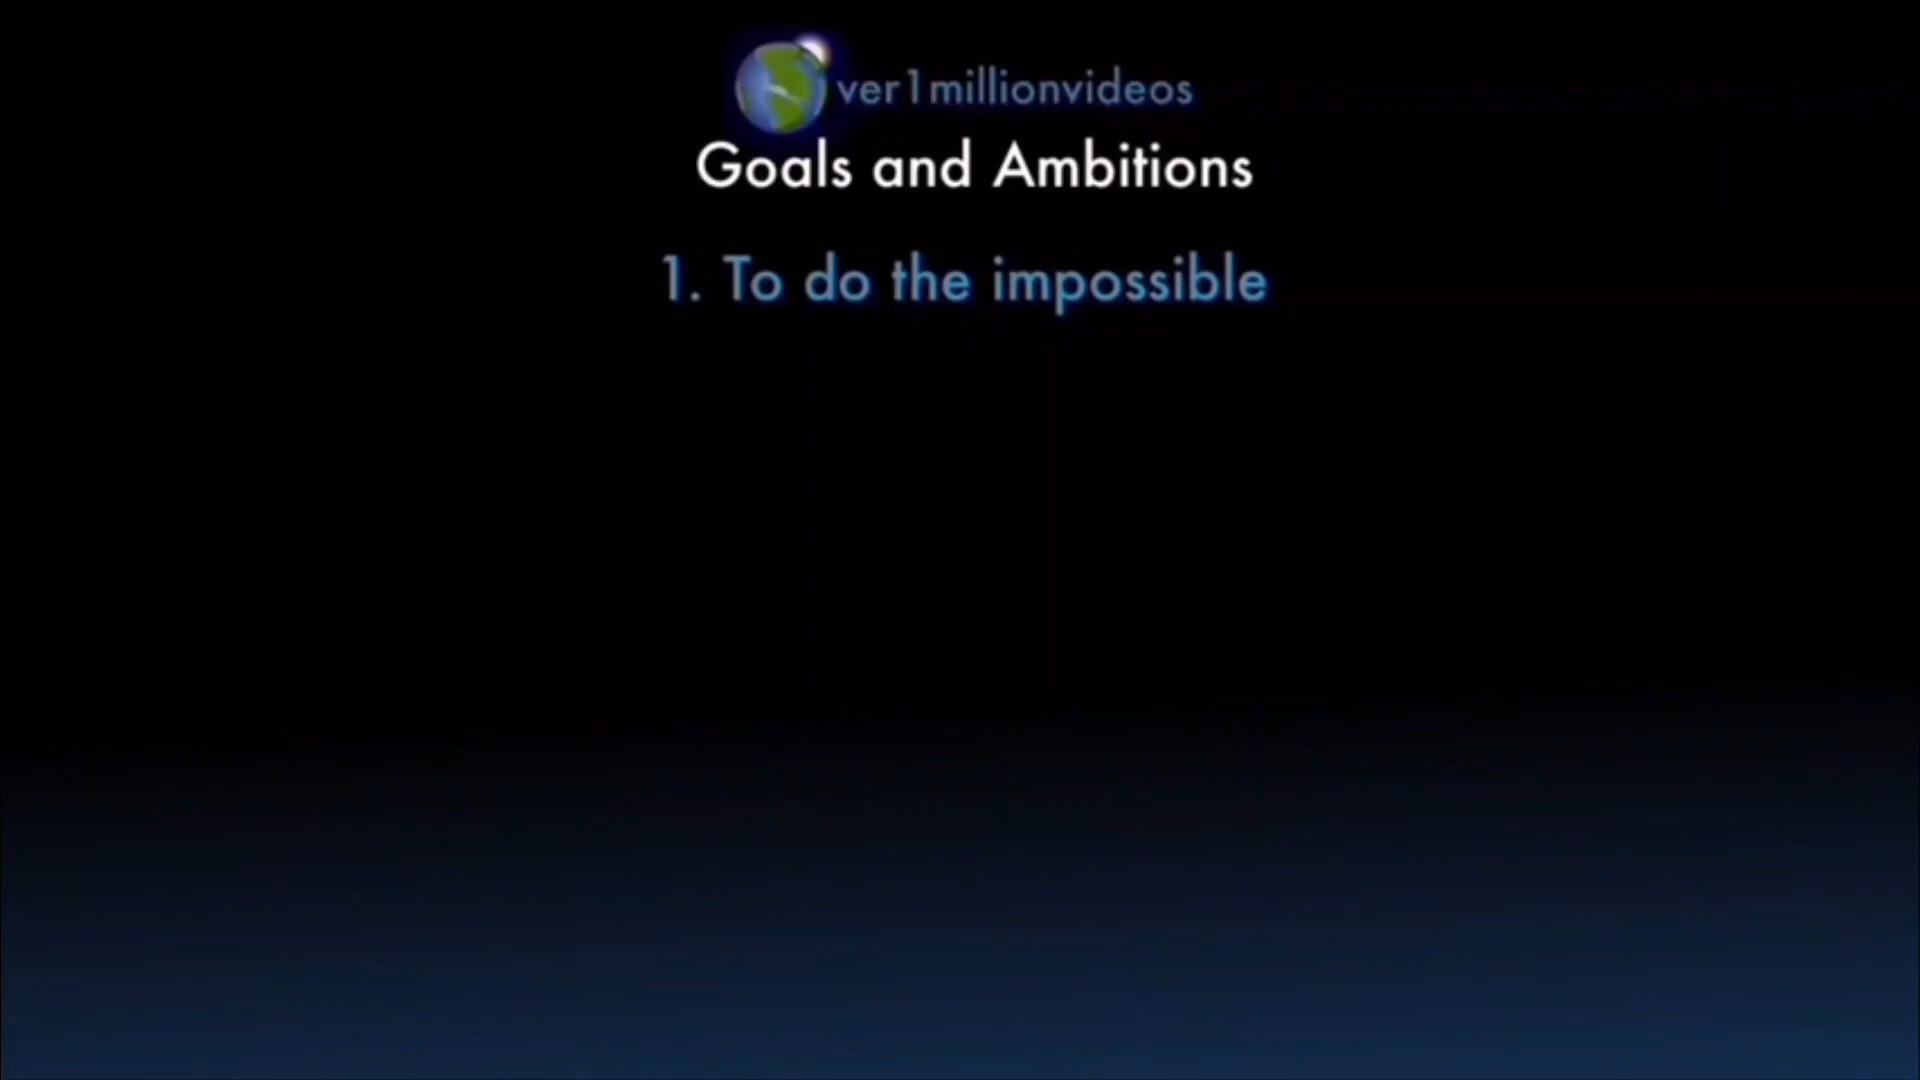 ver1millionvideos
Goals and Ambitions
1. To do the impossible